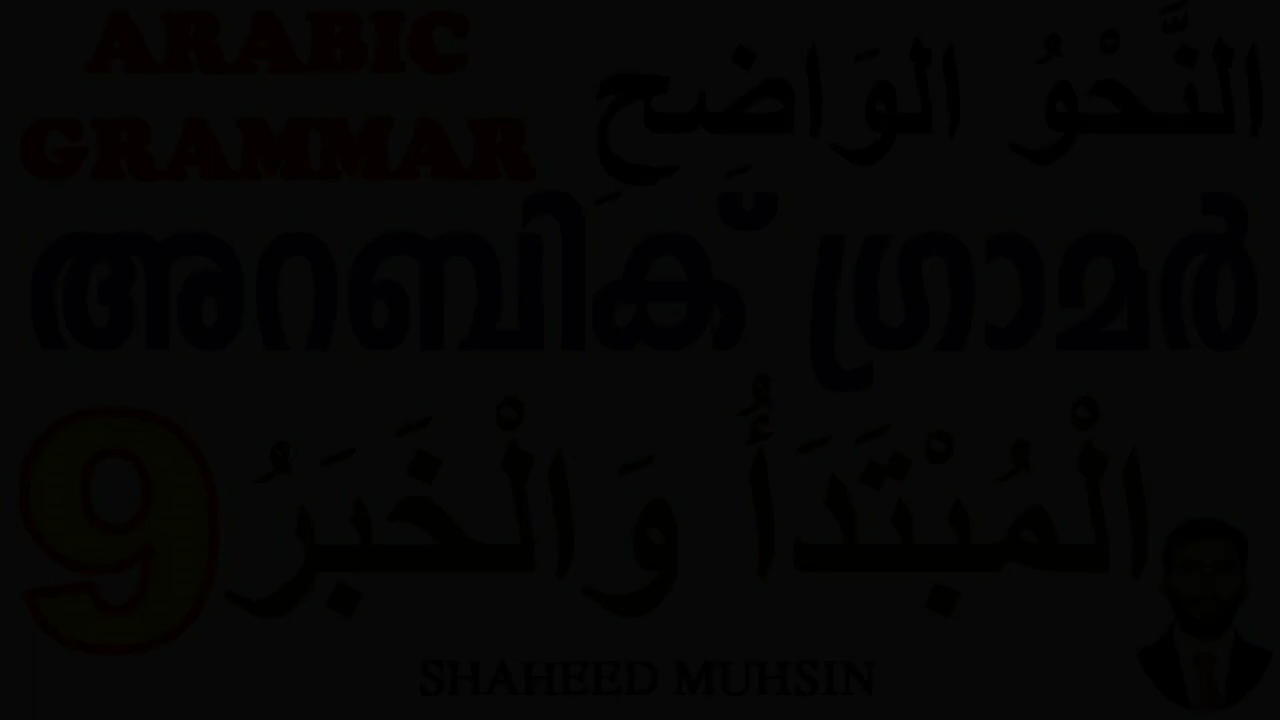 ARABIC
GRAMMAR
النَّحْوُ الْوَاضِحِ
അറബിക് ഗ്രാമർ
9
الْمُبْتَدَأُ وَالْخَبَرُ
SHAHEED MUHSIN